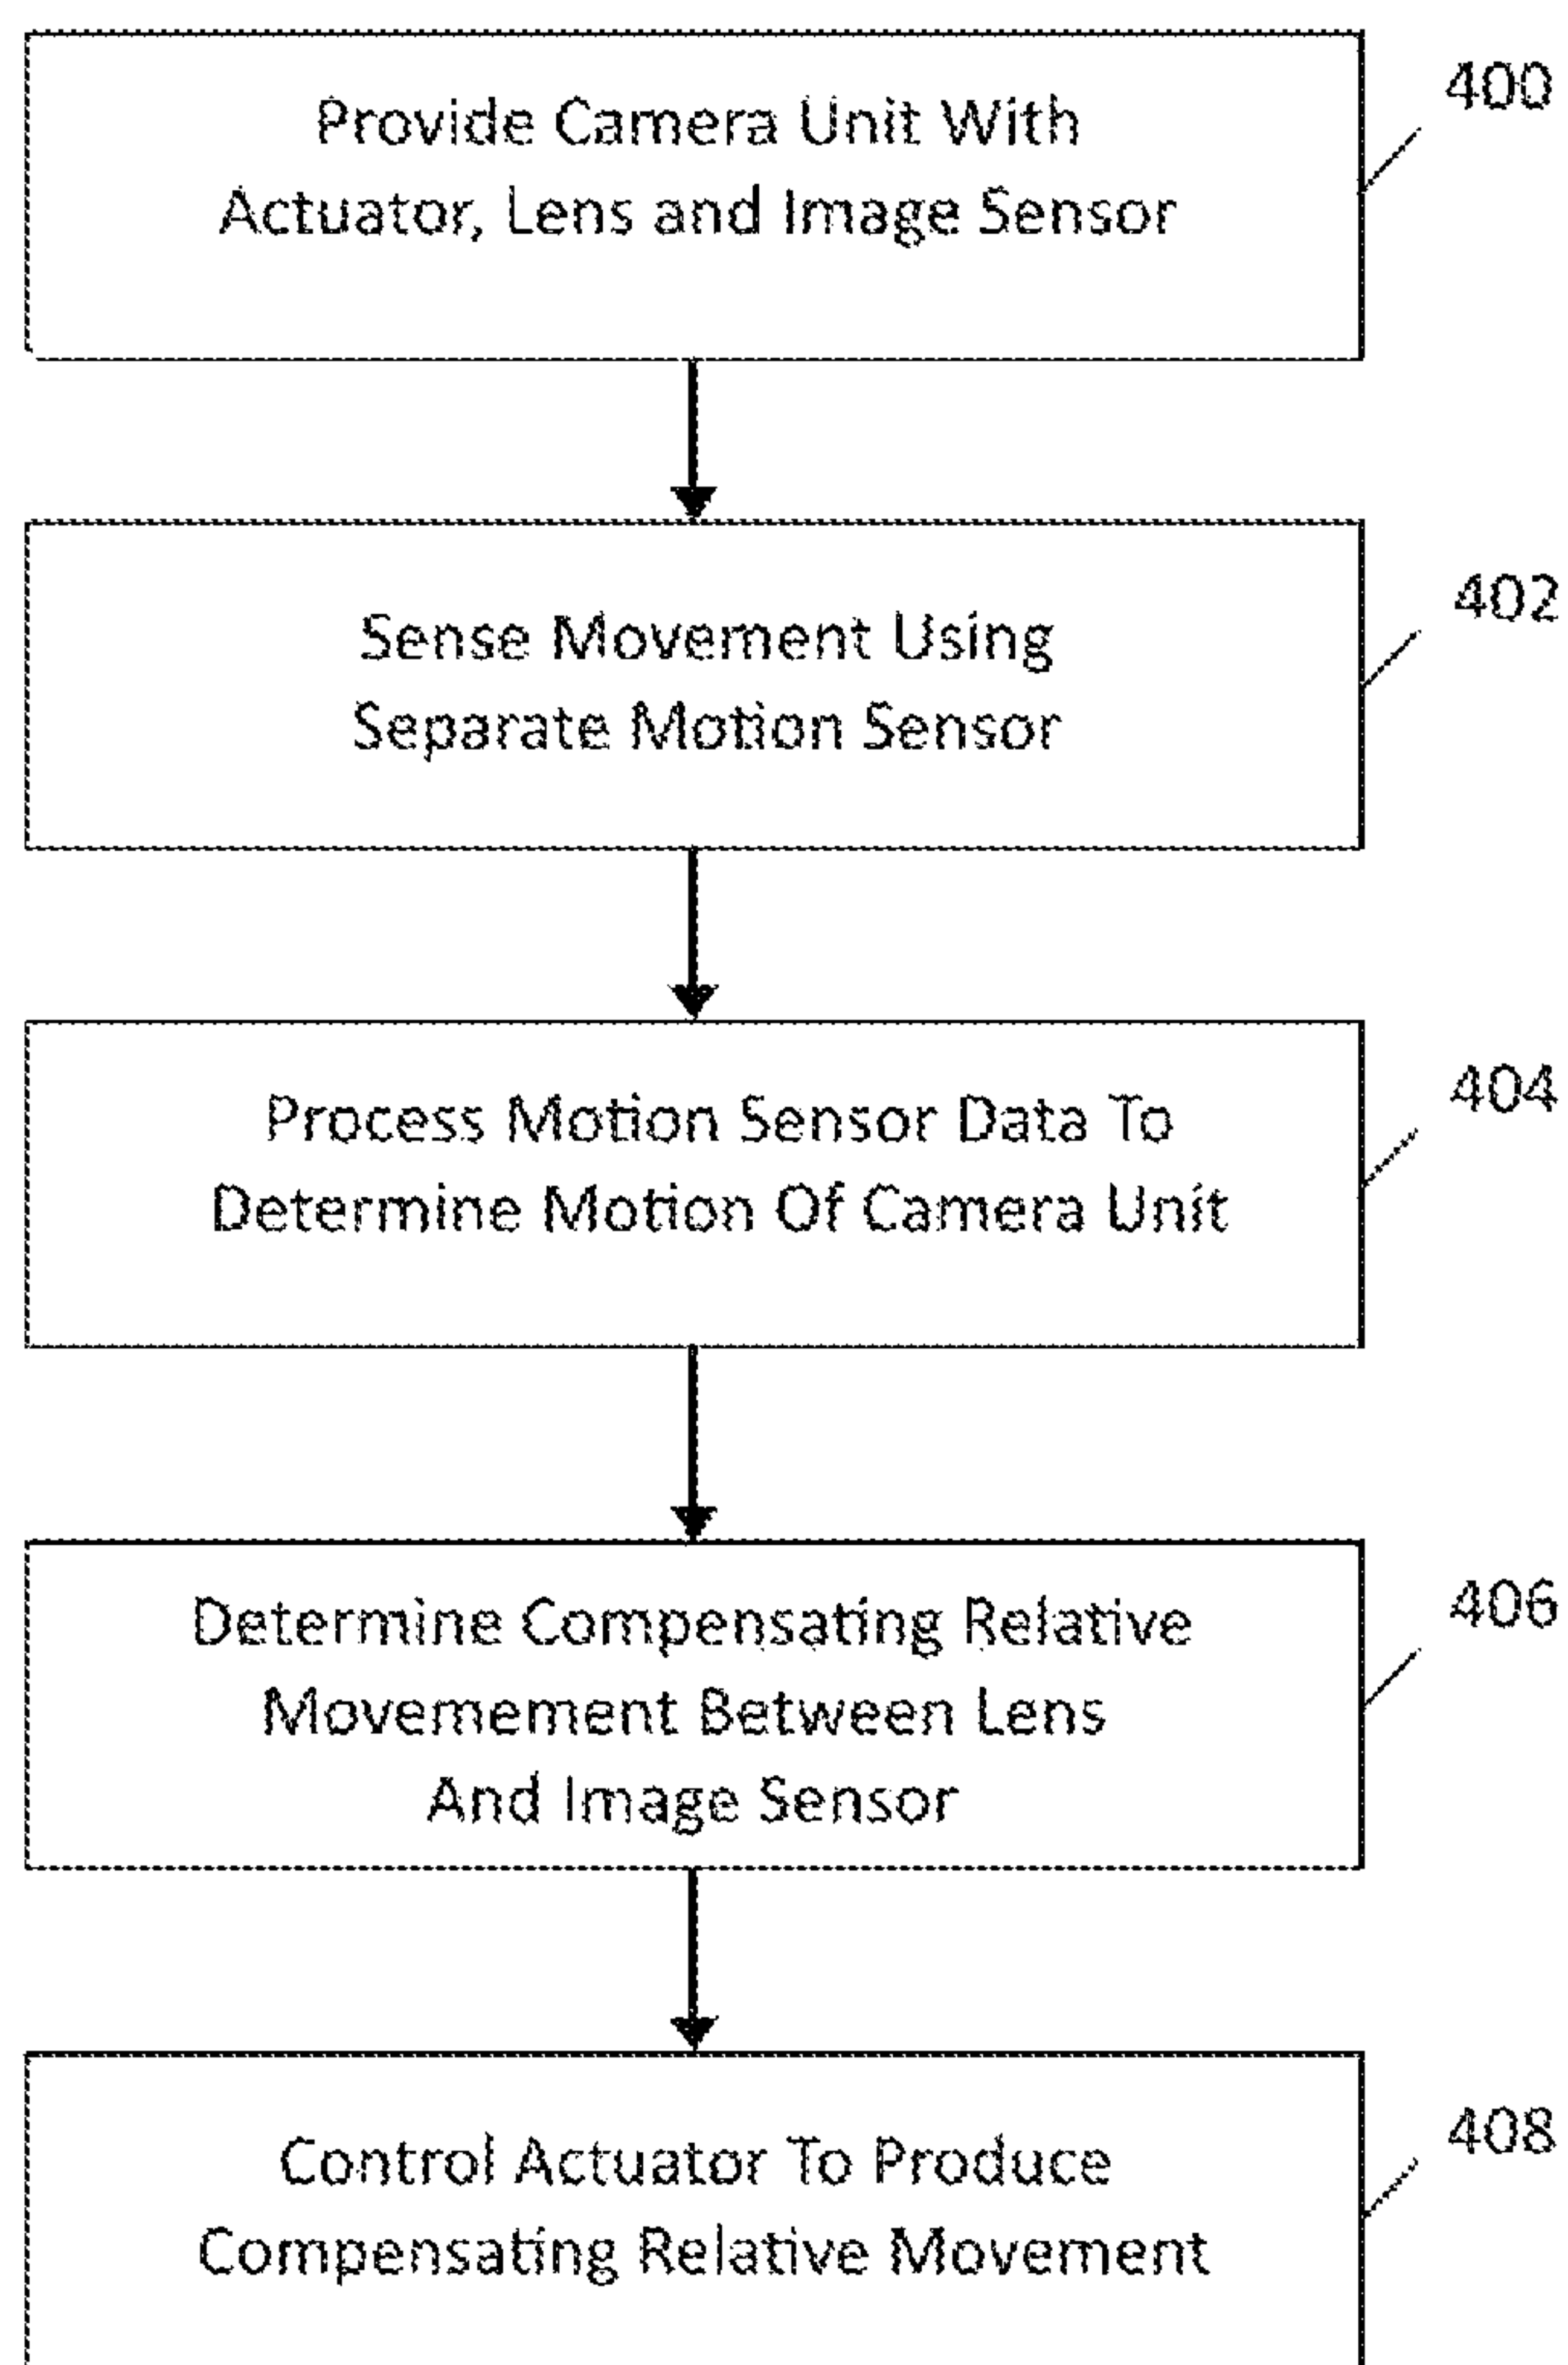 Provide Camera Unit With
Actuator, Lens and Image Sensor
400
Sense Movement Using
Separate Motion Sensor
402
Process Motion Sensor Data To
Determine Motion Of Camera Unit
404
Determine Compensating Relative
Movemement Between Lens
And Image Sensor
406
Control Actuator To Produce
Compensating Relative Movement
408